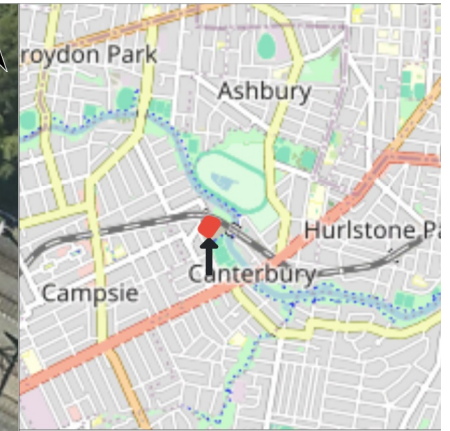 roydon Park
Ashbury
Hurlstone Pa
Canterbury
Campsie